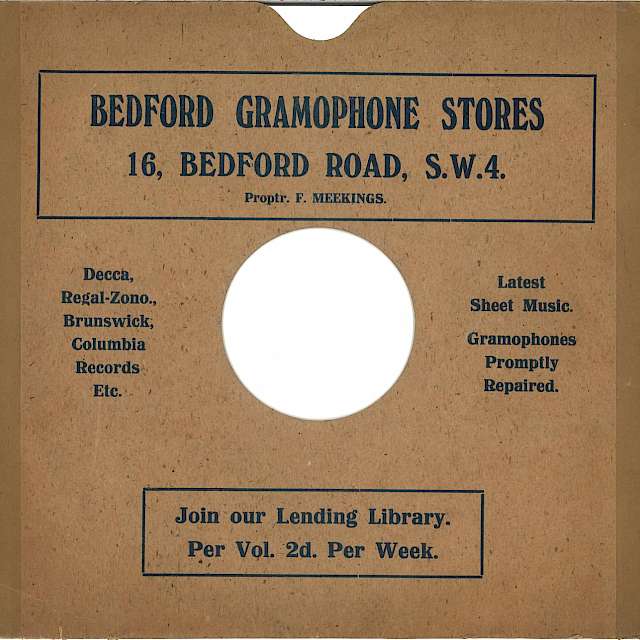 BEDFORD GRAMOPHONE STORES
16, BEDFORD ROAD, S.W.4.
Proptr. F. MEEKINGS.
Decca,
Regal-Zono.,
Brunswick,
Columbia
Records
Etc.
Latest
Sheet Music.
Gramophones
Promptly
Repaired.
Join our Lending Library.
Per Vol. 2d. Per Week.